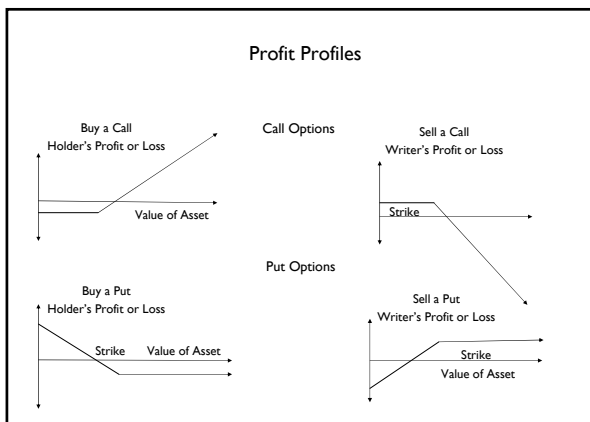 Profit Profiles
Buy a Call
Holder's Profit or Loss
Call Options
Sell a Call
Writer's Profit or Loss
Value of Asset
Strike
Put Options
Buy a Put
Holder's Profit or Loss
Sell a Put
Writer's Profit or Loss
Strike
Value of Asset
Strike
Value of Asset